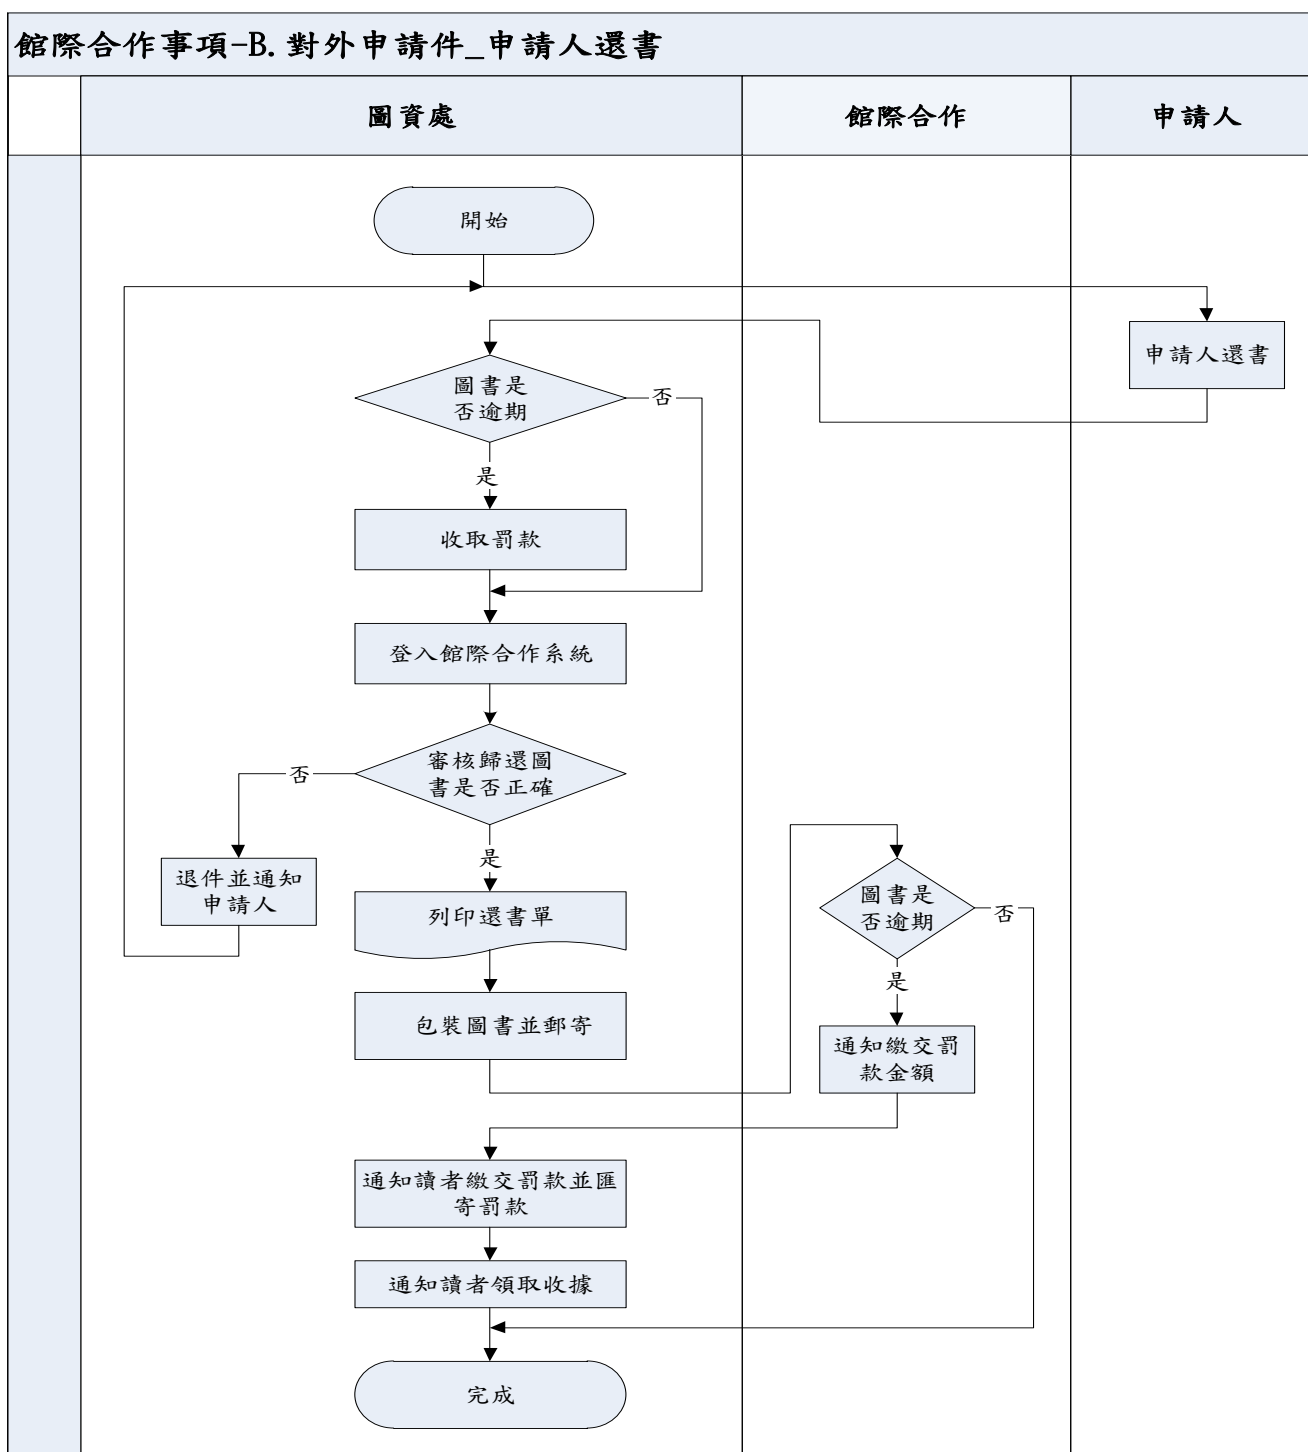 館際合作事項-B.對外申請件_申請人還書
圖資處
館際合作
申請人
開始
申請人還書
圖書是
否逾期
否
是
收取罰款
登入館際合作系統
審核歸還圖
書是否正確
否
是
退件並通知
申請人
列印還書單
包裝圖書並郵寄
圖書是
否逾期
否
是
通知繳交罰
款金額
通知讀者繳交罰款並匯
寄罰款
通知讀者領取收據
完成